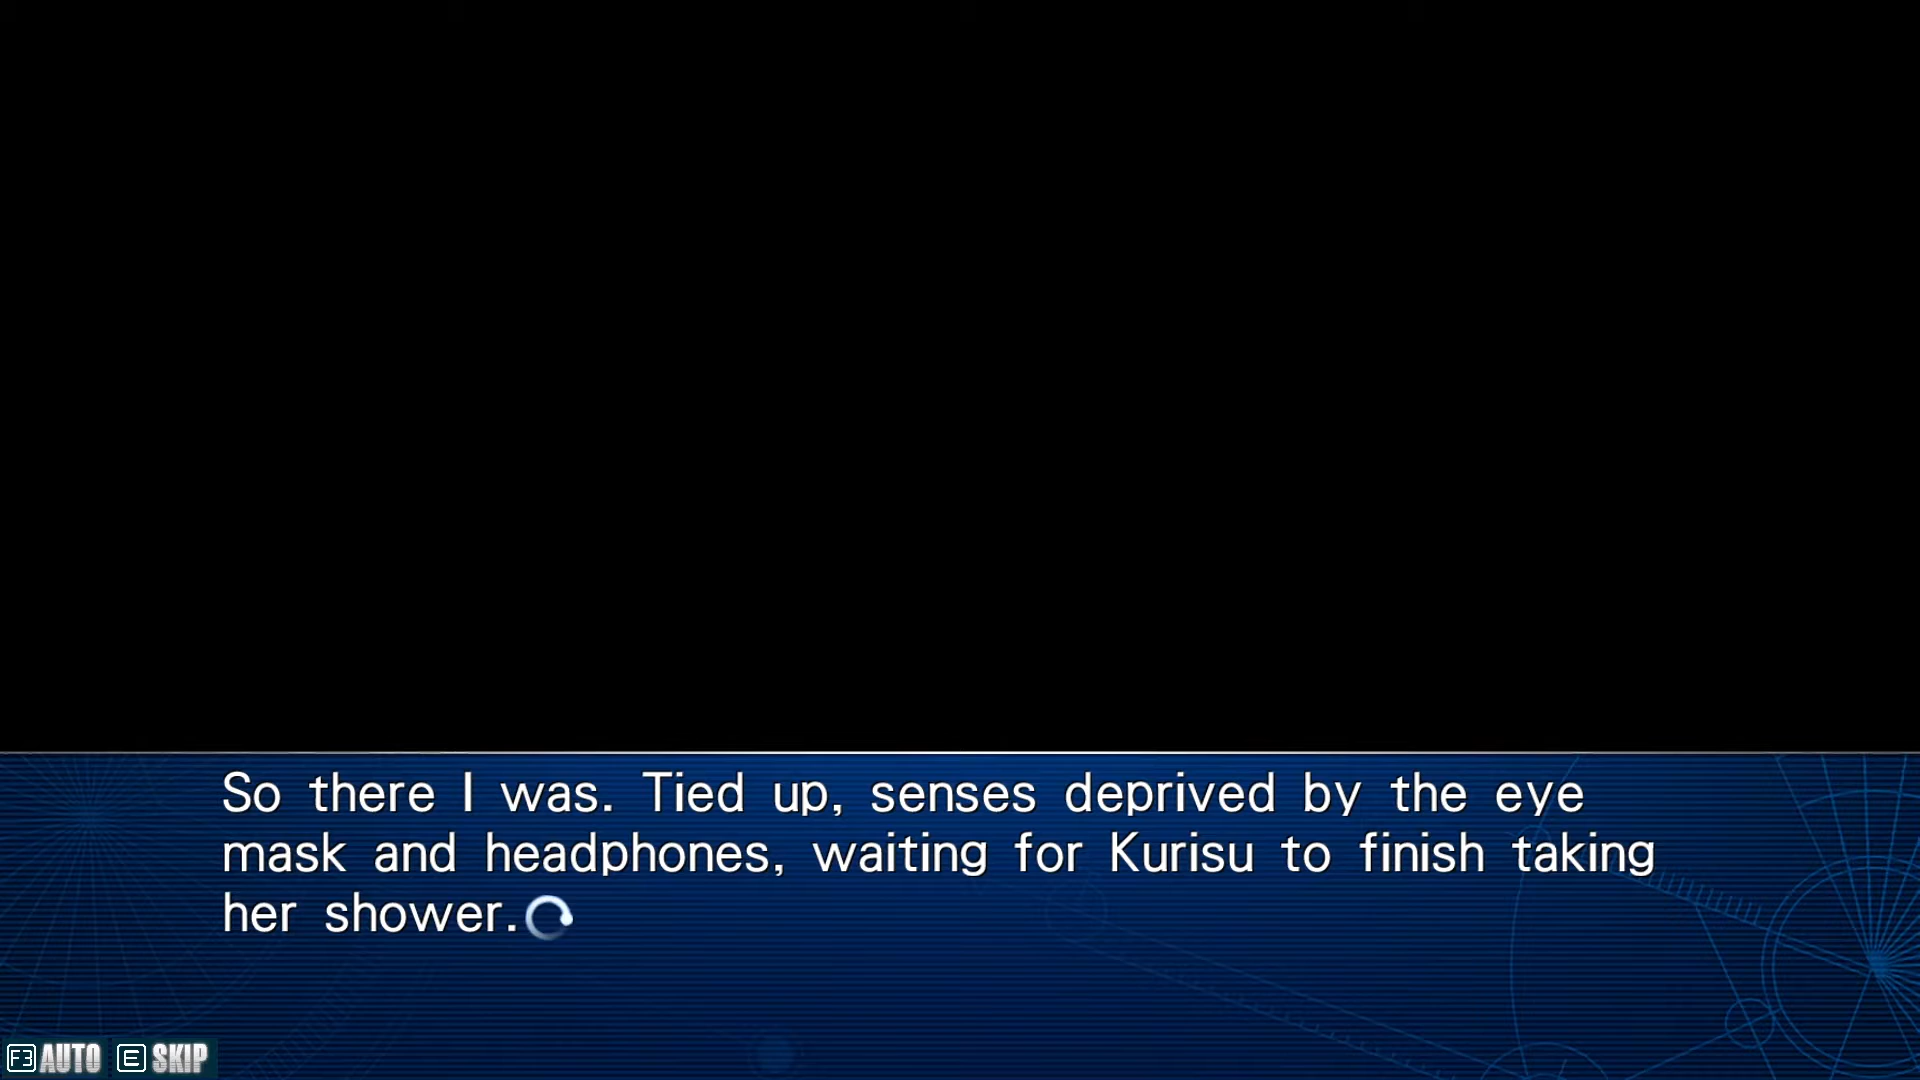 So there I was. Tied up, senses deprived by the eye
mask and headphones, waiting for Kurisu to finish taking
her shower.
F3 AUTO E SKIP